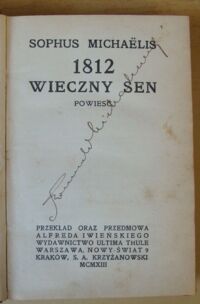 SOPHUS MICHAËLIS
1812
WIECZNY SEN
POWIEŚĆ
PRZEKŁAD ORAZ PRZEDMOWA
ALFREDA IWIEŃSKIEGO
WYDAWNICTWO ULTIMA THULE
WARSZAWA, NOWY-ŚWIAT 9
KRAKÓW, S. A. KRZYŻANOWSKI
MCMXIII